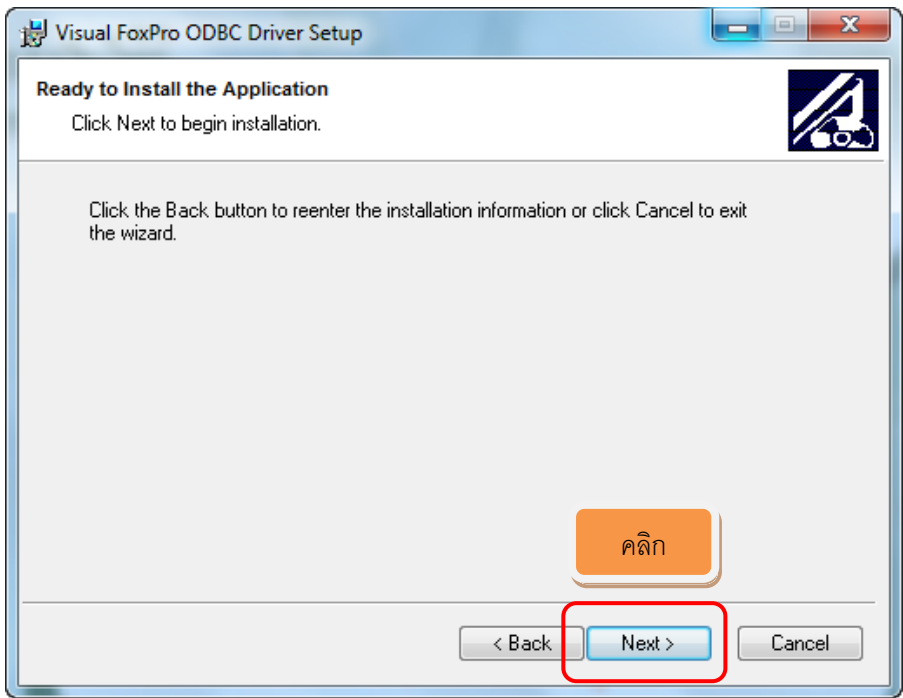 Visual FoxPro ODBC Driver Setup
Ready to Install the Application
Click Next to begin installation.
Click the Back button to reenter the installation information or click Cancel to exit
the wizard.
คลิก
< Back
Next >
Cancel